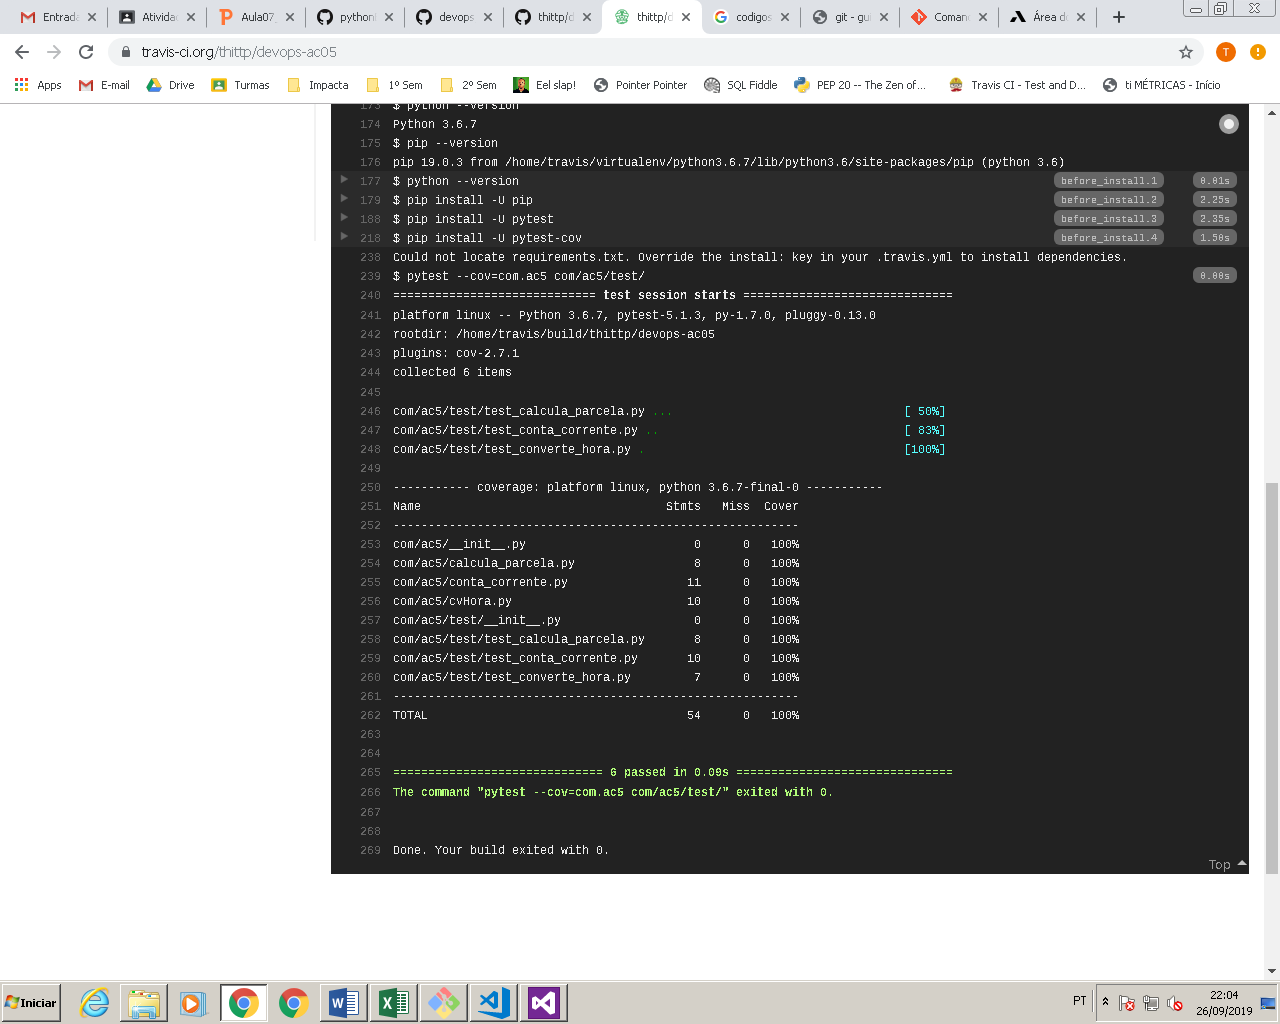 Entrada
Atividad
Aula07_
python
devops
thittp/d
thittp/d
codigos
git - gui
Coman
Área do
travis-ci.org/thittp/devops-ac05
T
Apps
E-mail
Drive
Turmas
Impacta
1º Sem
2º Sem
Eel slap!
Pointer Pointer
SQL Fiddle
PEP 20 -- The Zen of...
Travis CI - Test and D...
ti MÉTRICAS - Início
173 $ python --version
174 Python 3.6.7
175 $ pip --version
176 pip 19.0.3 from /home/travis/virtualenv/python3.6.7/lib/python3.6/site-packages/pip (python 3.6)
177 $ python --version before_install.1 0.01s
179 $ pip install -U pip before_install.2 2.25s
188 $ pip install -U pytest before_install.3 2.35s
218 $ pip install -U pytest-cov before_install.4 1.50s
238 Could not locate requirements.txt. Override the install: key in your .travis.yml to install dependencies.
239 $ pytest --cov=com.ac5 com/ac5/test/ 0.00s
240 ============================= test session starts ==============================
241 platform linux -- Python 3.6.7, pytest-5.1.3, py-1.7.0, pluggy-0.13.0
242 rootdir: /home/travis/build/thittp/devops-ac05
243 plugins: cov-2.7.1
244 collected 6 items
245
246 com/ac5/test/test_calcula_parcela.py ... [ 50%]
247 com/ac5/test/test_conta_corrente.py .. [ 83%]
248 com/ac5/test/test_converte_hora.py . [100%]
249
250 ----------- coverage: platform linux, python 3.6.7-final-0 -----------
251 Name Stmts Miss Cover
252 ----------------------------------------------------------
253 com/ac5/__init__.py 0 0 100%
254 com/ac5/calcula_parcela.py 8 0 100%
255 com/ac5/conta_corrente.py 11 0 100%
256 com/ac5/cvHora.py 10 0 100%
257 com/ac5/test/__init__.py 0 0 100%
258 com/ac5/test/test_calcula_parcela.py 8 0 100%
259 com/ac5/test/test_conta_corrente.py 10 0 100%
260 com/ac5/test/test_converte_hora.py 7 0 100%
261 ----------------------------------------------------------
262 TOTAL 54 0 100%
263
264
265 ============================== 6 passed in 0.09s ===============================
266 The command "pytest --cov=com.ac5 com/ac5/test/" exited with 0.
267
268
269 Done. Your build exited with 0.
Top
Iniciar
PT
22:04
26/09/2019